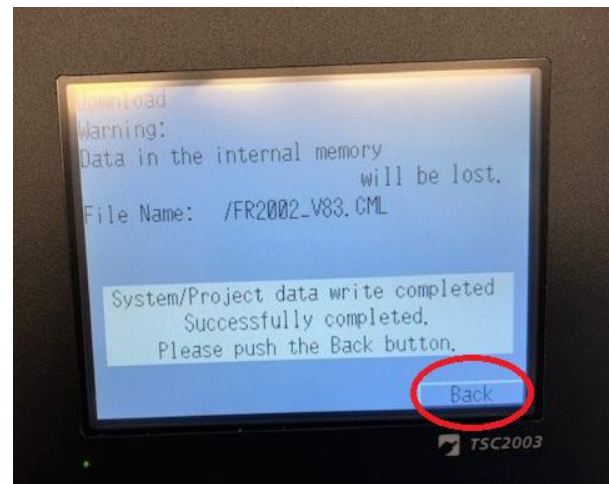 Download
Warning:
Data in the internal memory
will be lost.
File Name: /FR2002_V83.CML
System/Project data write completed
Successfully completed.
Please push the Back button.
Back
TSC2003